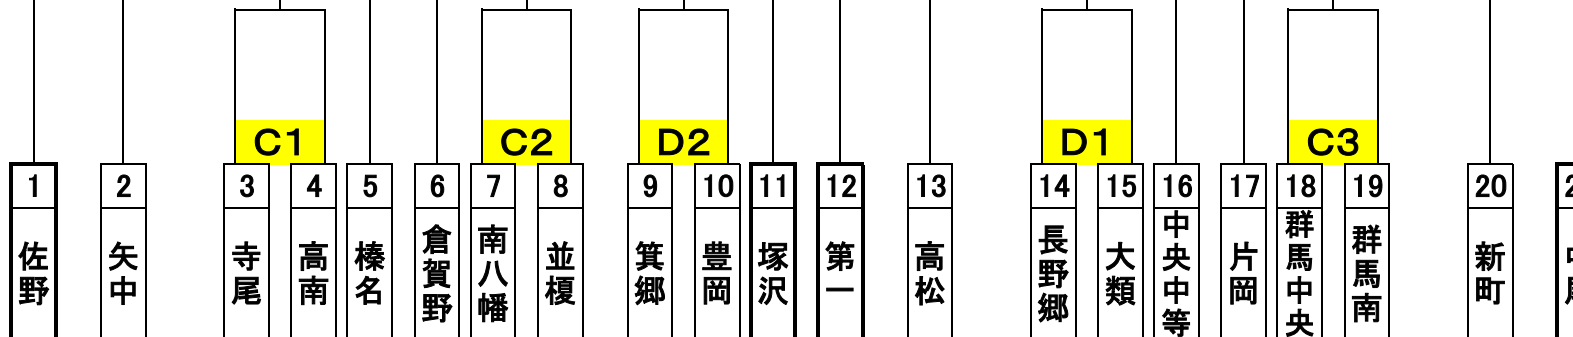 C1 C2 D2 D1 C3
1 2 3 4 5 6 7 8 9 10 11 12 13 14 15 16 17 18 19 20
佐野
矢中
寺尾
高南
榛名
倉賀野
南八幡
並榎
箕郷
豊岡
塚沢
第一
高松
長野郷
大類
中央中等
片岡
群馬中央
群馬南
新町